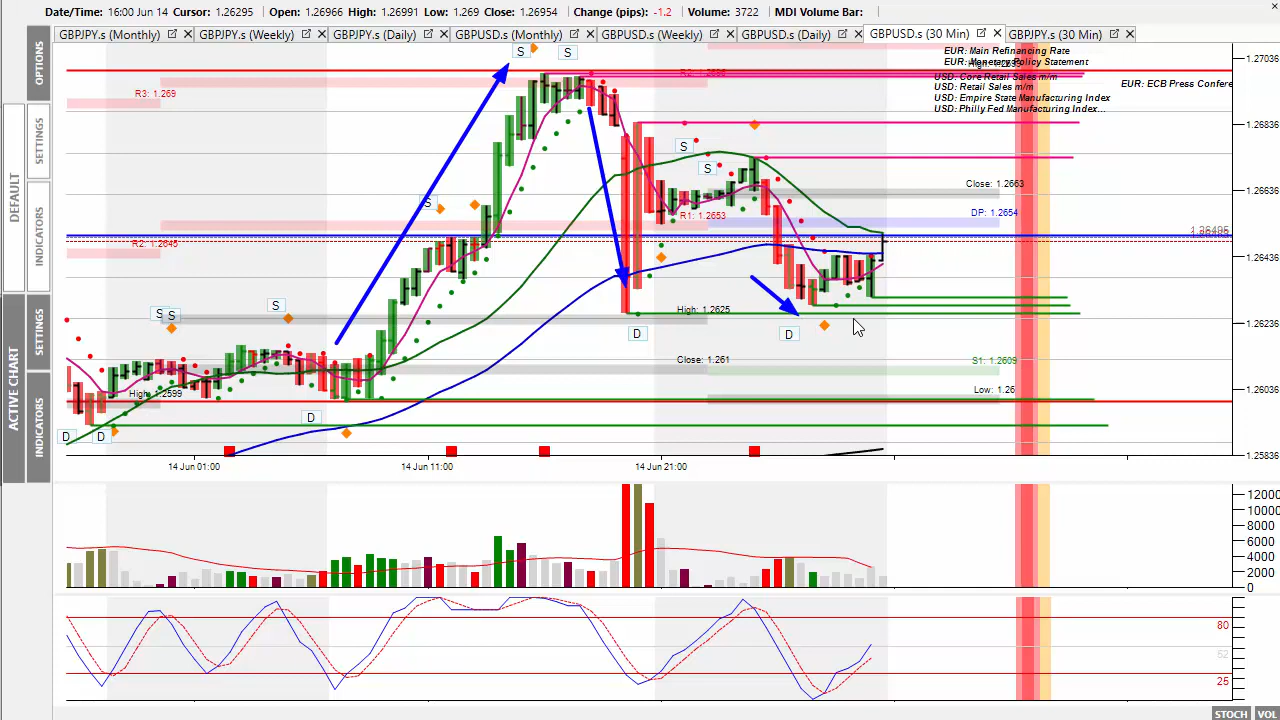 Date/Time: 16:00 Jun 14 Cursor: 1.26295 Open: 1.26966 High: 1.26991 Low: 1.269 Close: 1.26954 Change (pips): -1.2 Volume: 3722 MDI Volume Bar:
GBPJPY.s (Monthly) GBPJPY.s (Weekly) GBPJPY.s (Daily) GBPUSD.s (Monthly) GBPUSD.s (Weekly) GBPUSD.s (Daily) GBPUSD.s (30 Min) GBPJPY.s (30 Min)
OPTIONS
SETTINGS
DEFAULT
INDICATORS
SETTINGS
ACTIVE CHART
INDICATORS
EUR: Main Refinancing Rate
EUR: Monetary Policy Statement
USD: Core Retail Sales m/m
USD: Retail Sales m/m
USD: Empire State Manufacturing Index
USD: Philly Fed Manufacturing Index...
EUR: ECB Press Confere
S S
R3: 1.269
S
S
Close: 1.2663
S
DP: 1.2654
R1: 1.2653
R2: 1.2645
S
S S
High: 1.2625
D D
Close: 1.261
S1: 1.2609
High: 1.2599
Low: 1.26
D
D D
1.27036
1.26836
1.26636
1.26436
1.26236
1.26036
1.25836
14 Jun 01:00 14 Jun 11:00 14 Jun 21:00
12000
10000
8000
6000
4000
2000
0
80
52
25
STOCH VOL